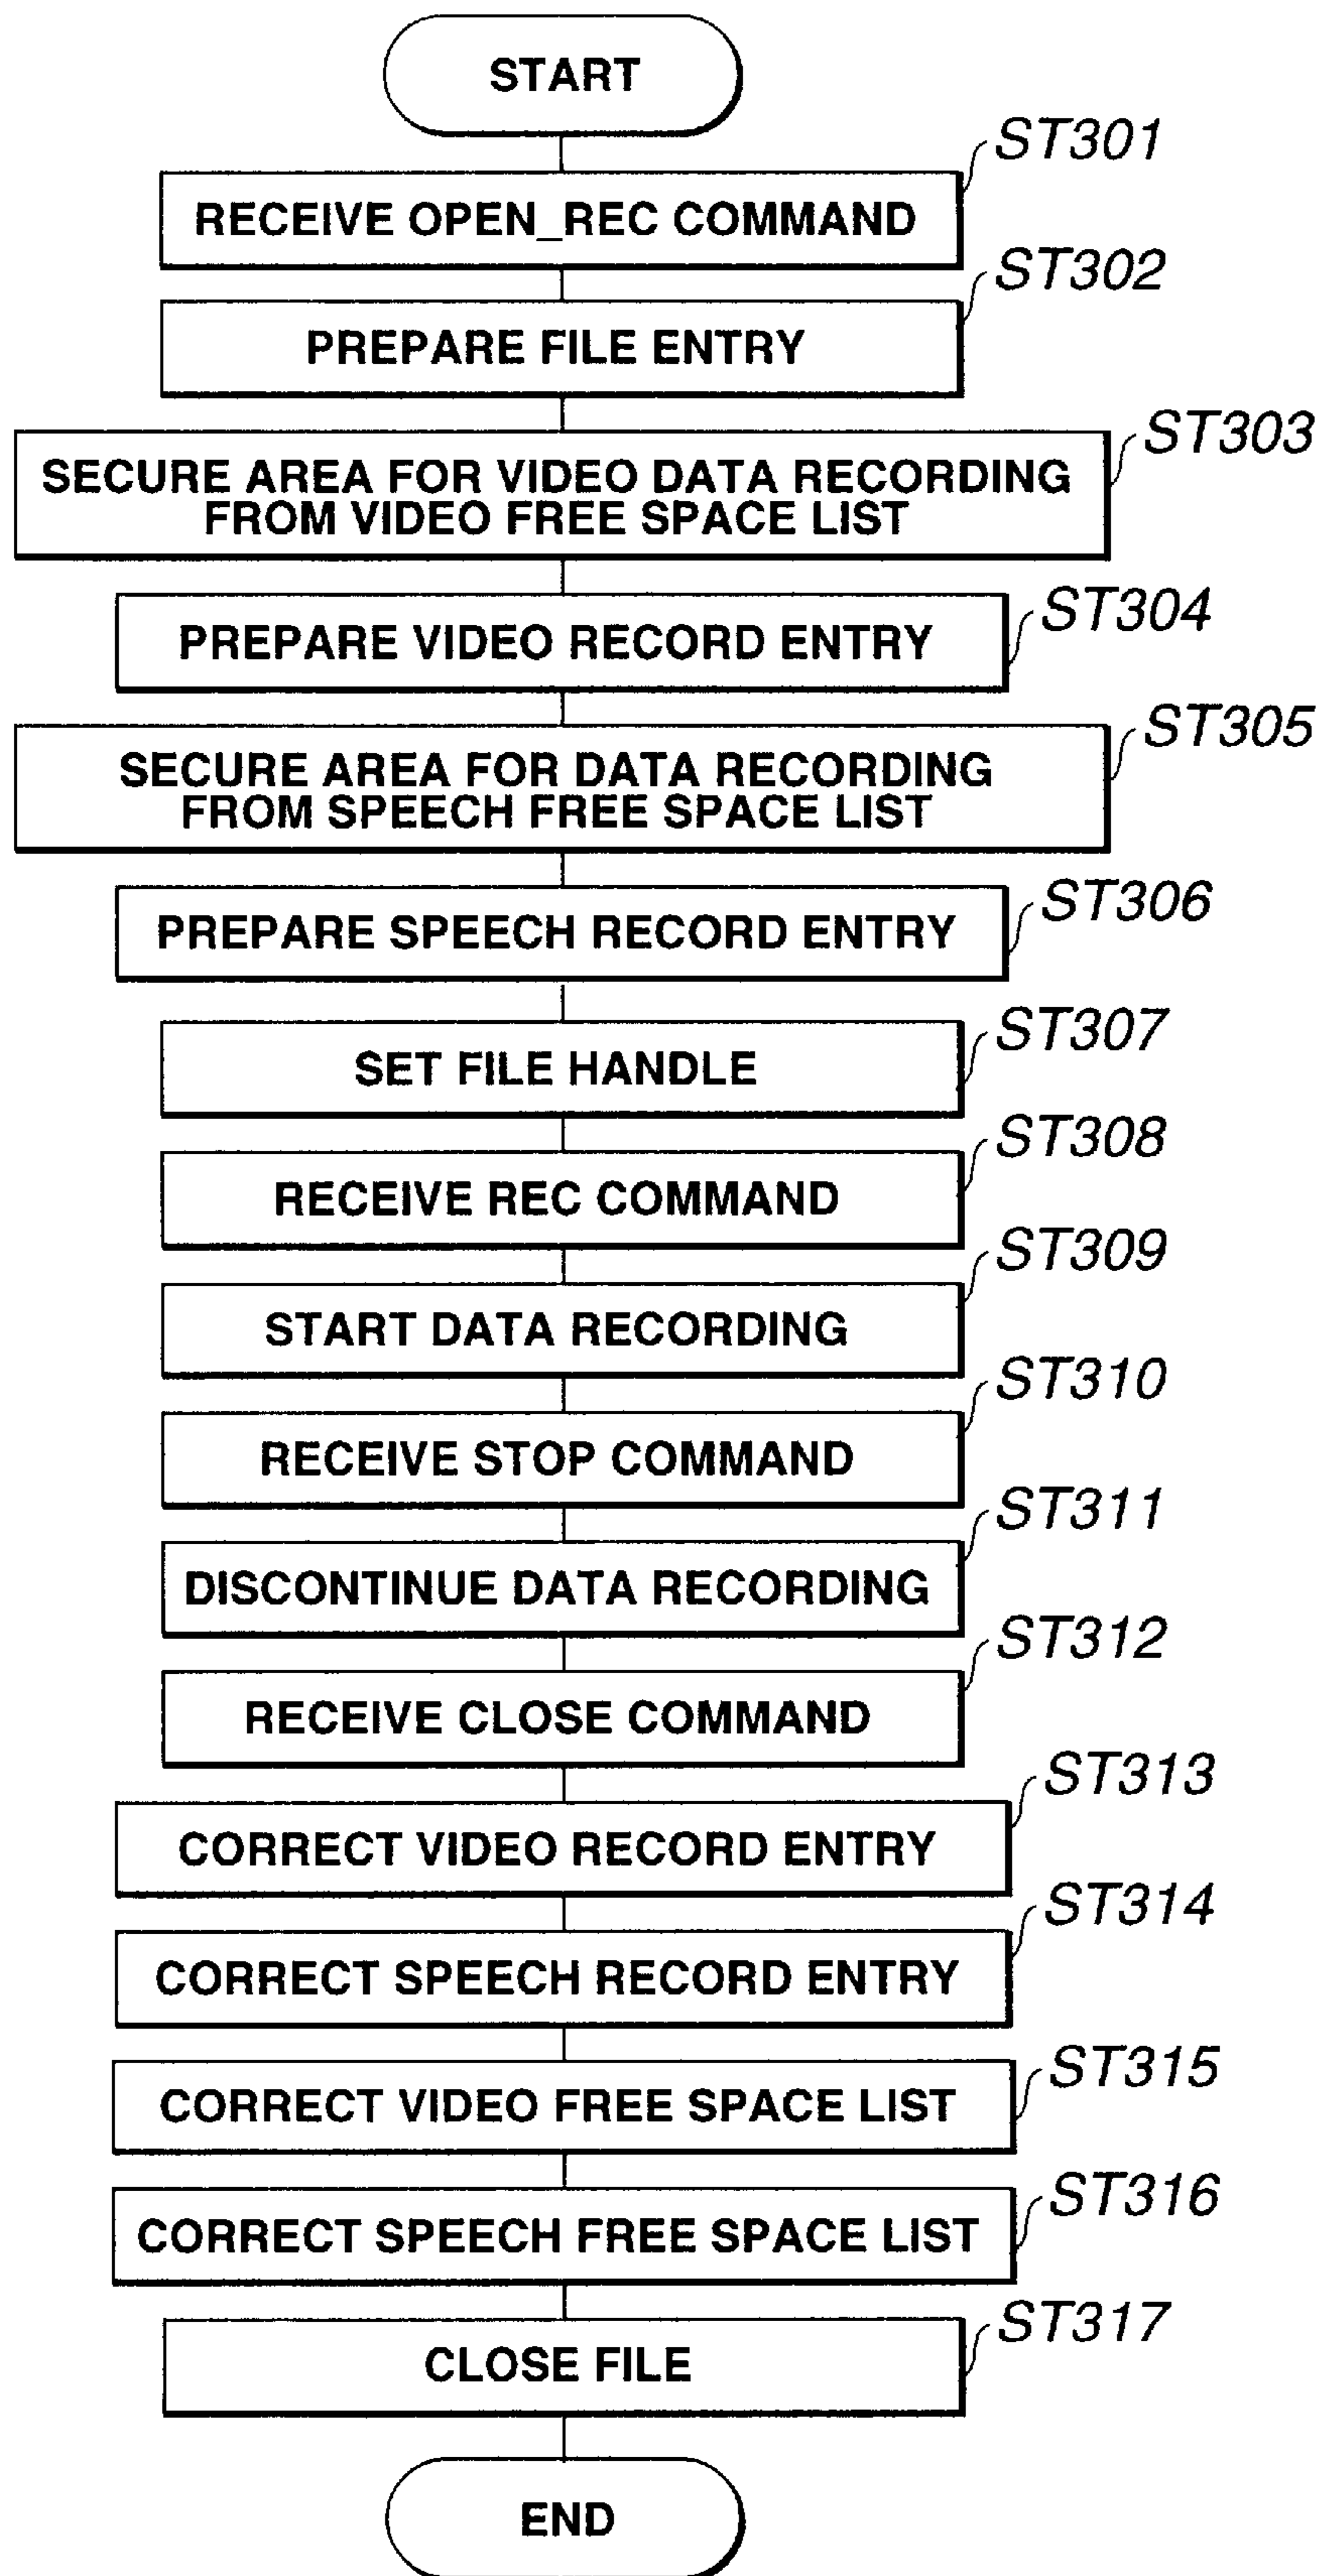 START
ST301
RECEIVE OPEN_REC COMMAND
ST302
PREPARE FILE ENTRY
ST303
SECURE AREA FOR VIDEO DATA RECORDING
FROM VIDEO FREE SPACE LIST
ST304
PREPARE VIDEO RECORD ENTRY
ST305
SECURE AREA FOR DATA RECORDING
FROM SPEECH FREE SPACE LIST
ST306
PREPARE SPEECH RECORD ENTRY
ST307
SET FILE HANDLE
ST308
RECEIVE REC COMMAND
ST309
START DATA RECORDING
ST310
RECEIVE STOP COMMAND
ST311
DISCONTINUE DATA RECORDING
ST312
RECEIVE CLOSE COMMAND
ST313
CORRECT VIDEO RECORD ENTRY
ST314
CORRECT SPEECH RECORD ENTRY
ST315
CORRECT VIDEO FREE SPACE LIST
ST316
CORRECT SPEECH FREE SPACE LIST
ST317
CLOSE FILE
END